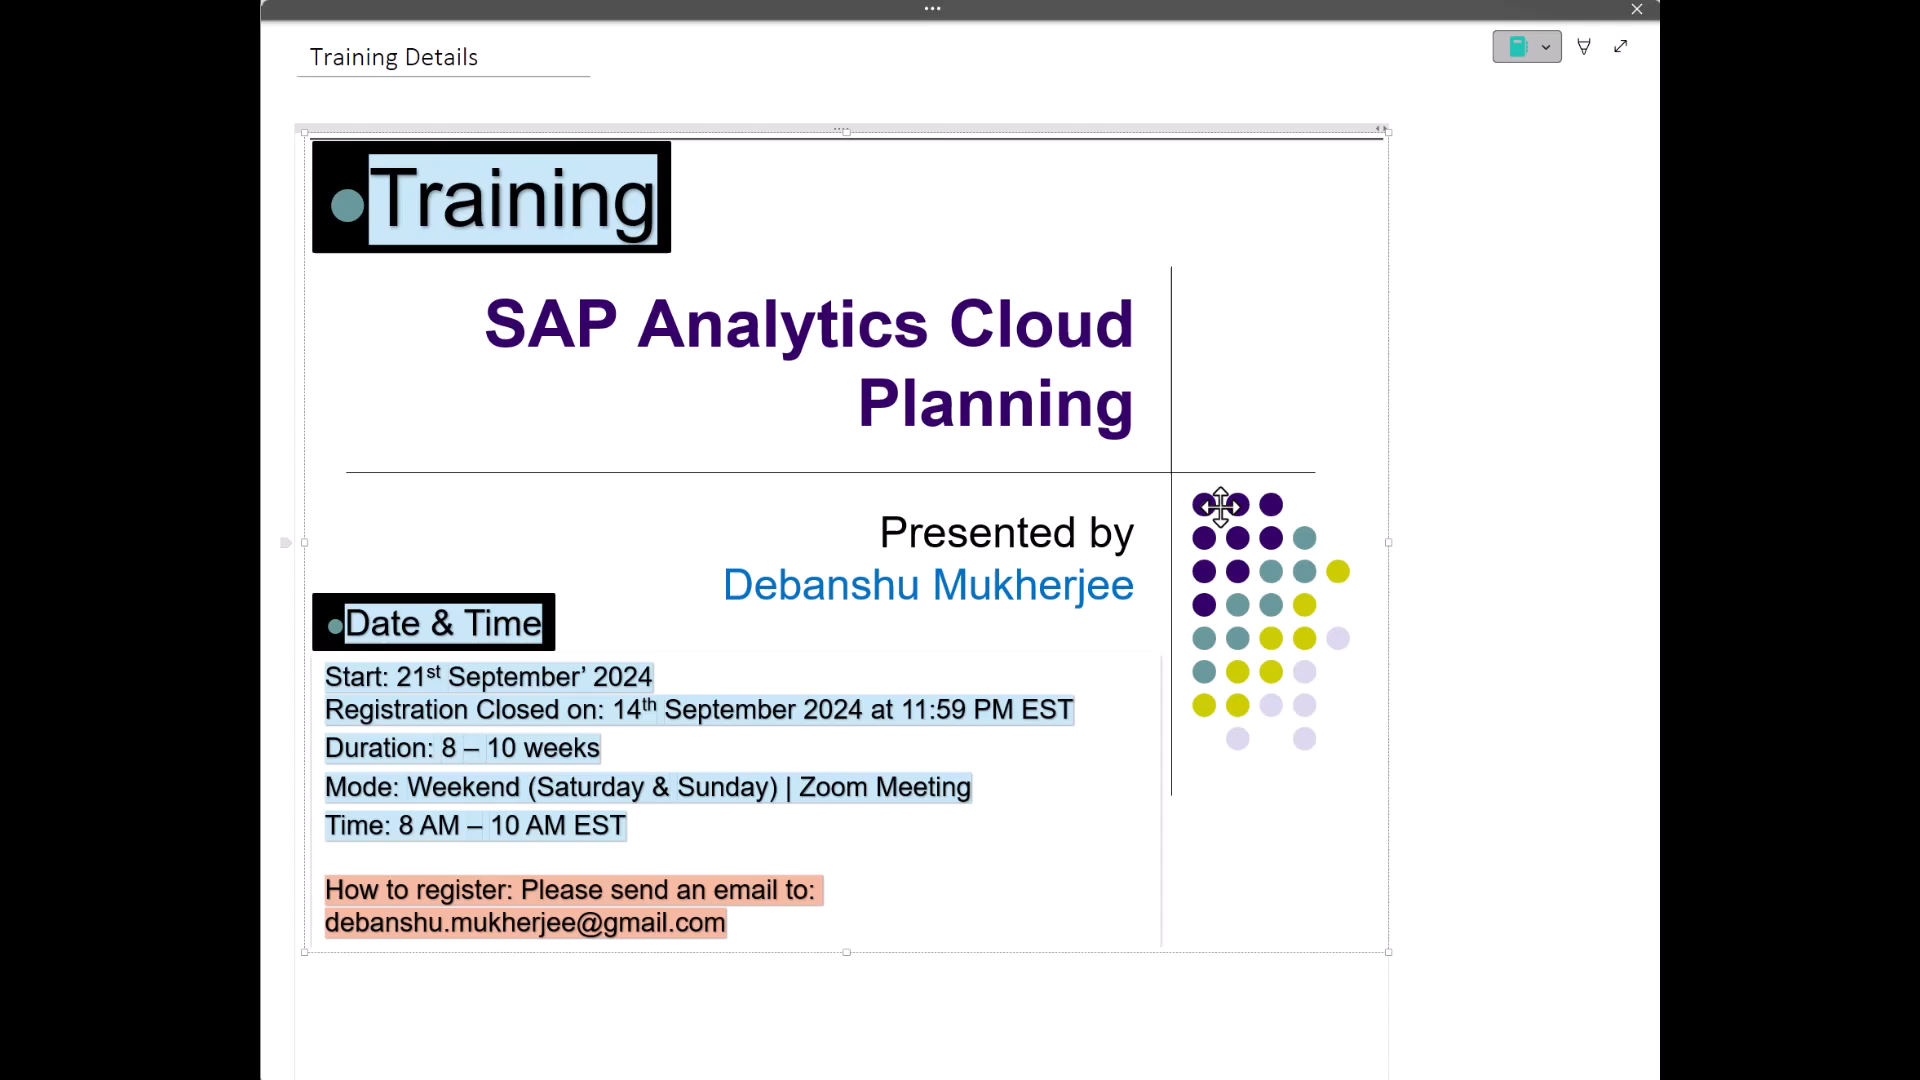 Training Details
Training
SAP Analytics Cloud
Planning
Presented by
Debanshu Mukherjee
Date & Time
Start: 21st September’ 2024
Registration Closed on: 14th September 2024 at 11:59 PM EST
Duration: 8 – 10 weeks
Mode: Weekend (Saturday & Sunday) | Zoom Meeting
Time: 8 AM – 10 AM EST
How to register: Please send an email to:
debanshu.mukherjee@gmail.com